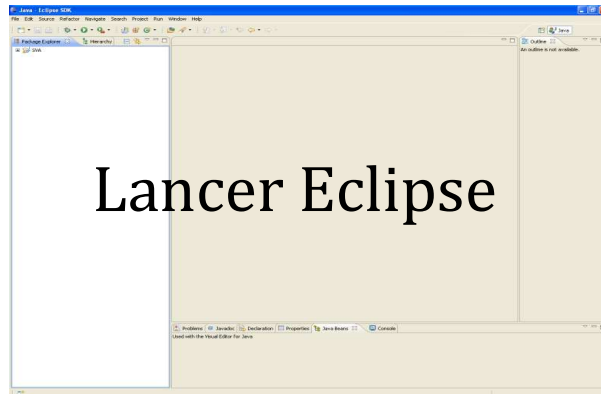 Java - Eclipse SDK
File Edit Source Refactor Navigate Search Project Run Window Help
Java
Package Explorer Hierarchy
Outline
An outline is not available.
Lancer Eclipse
Problems Javadoc Declaration Properties Java Beans Console
Used with the Visual Editor for Java